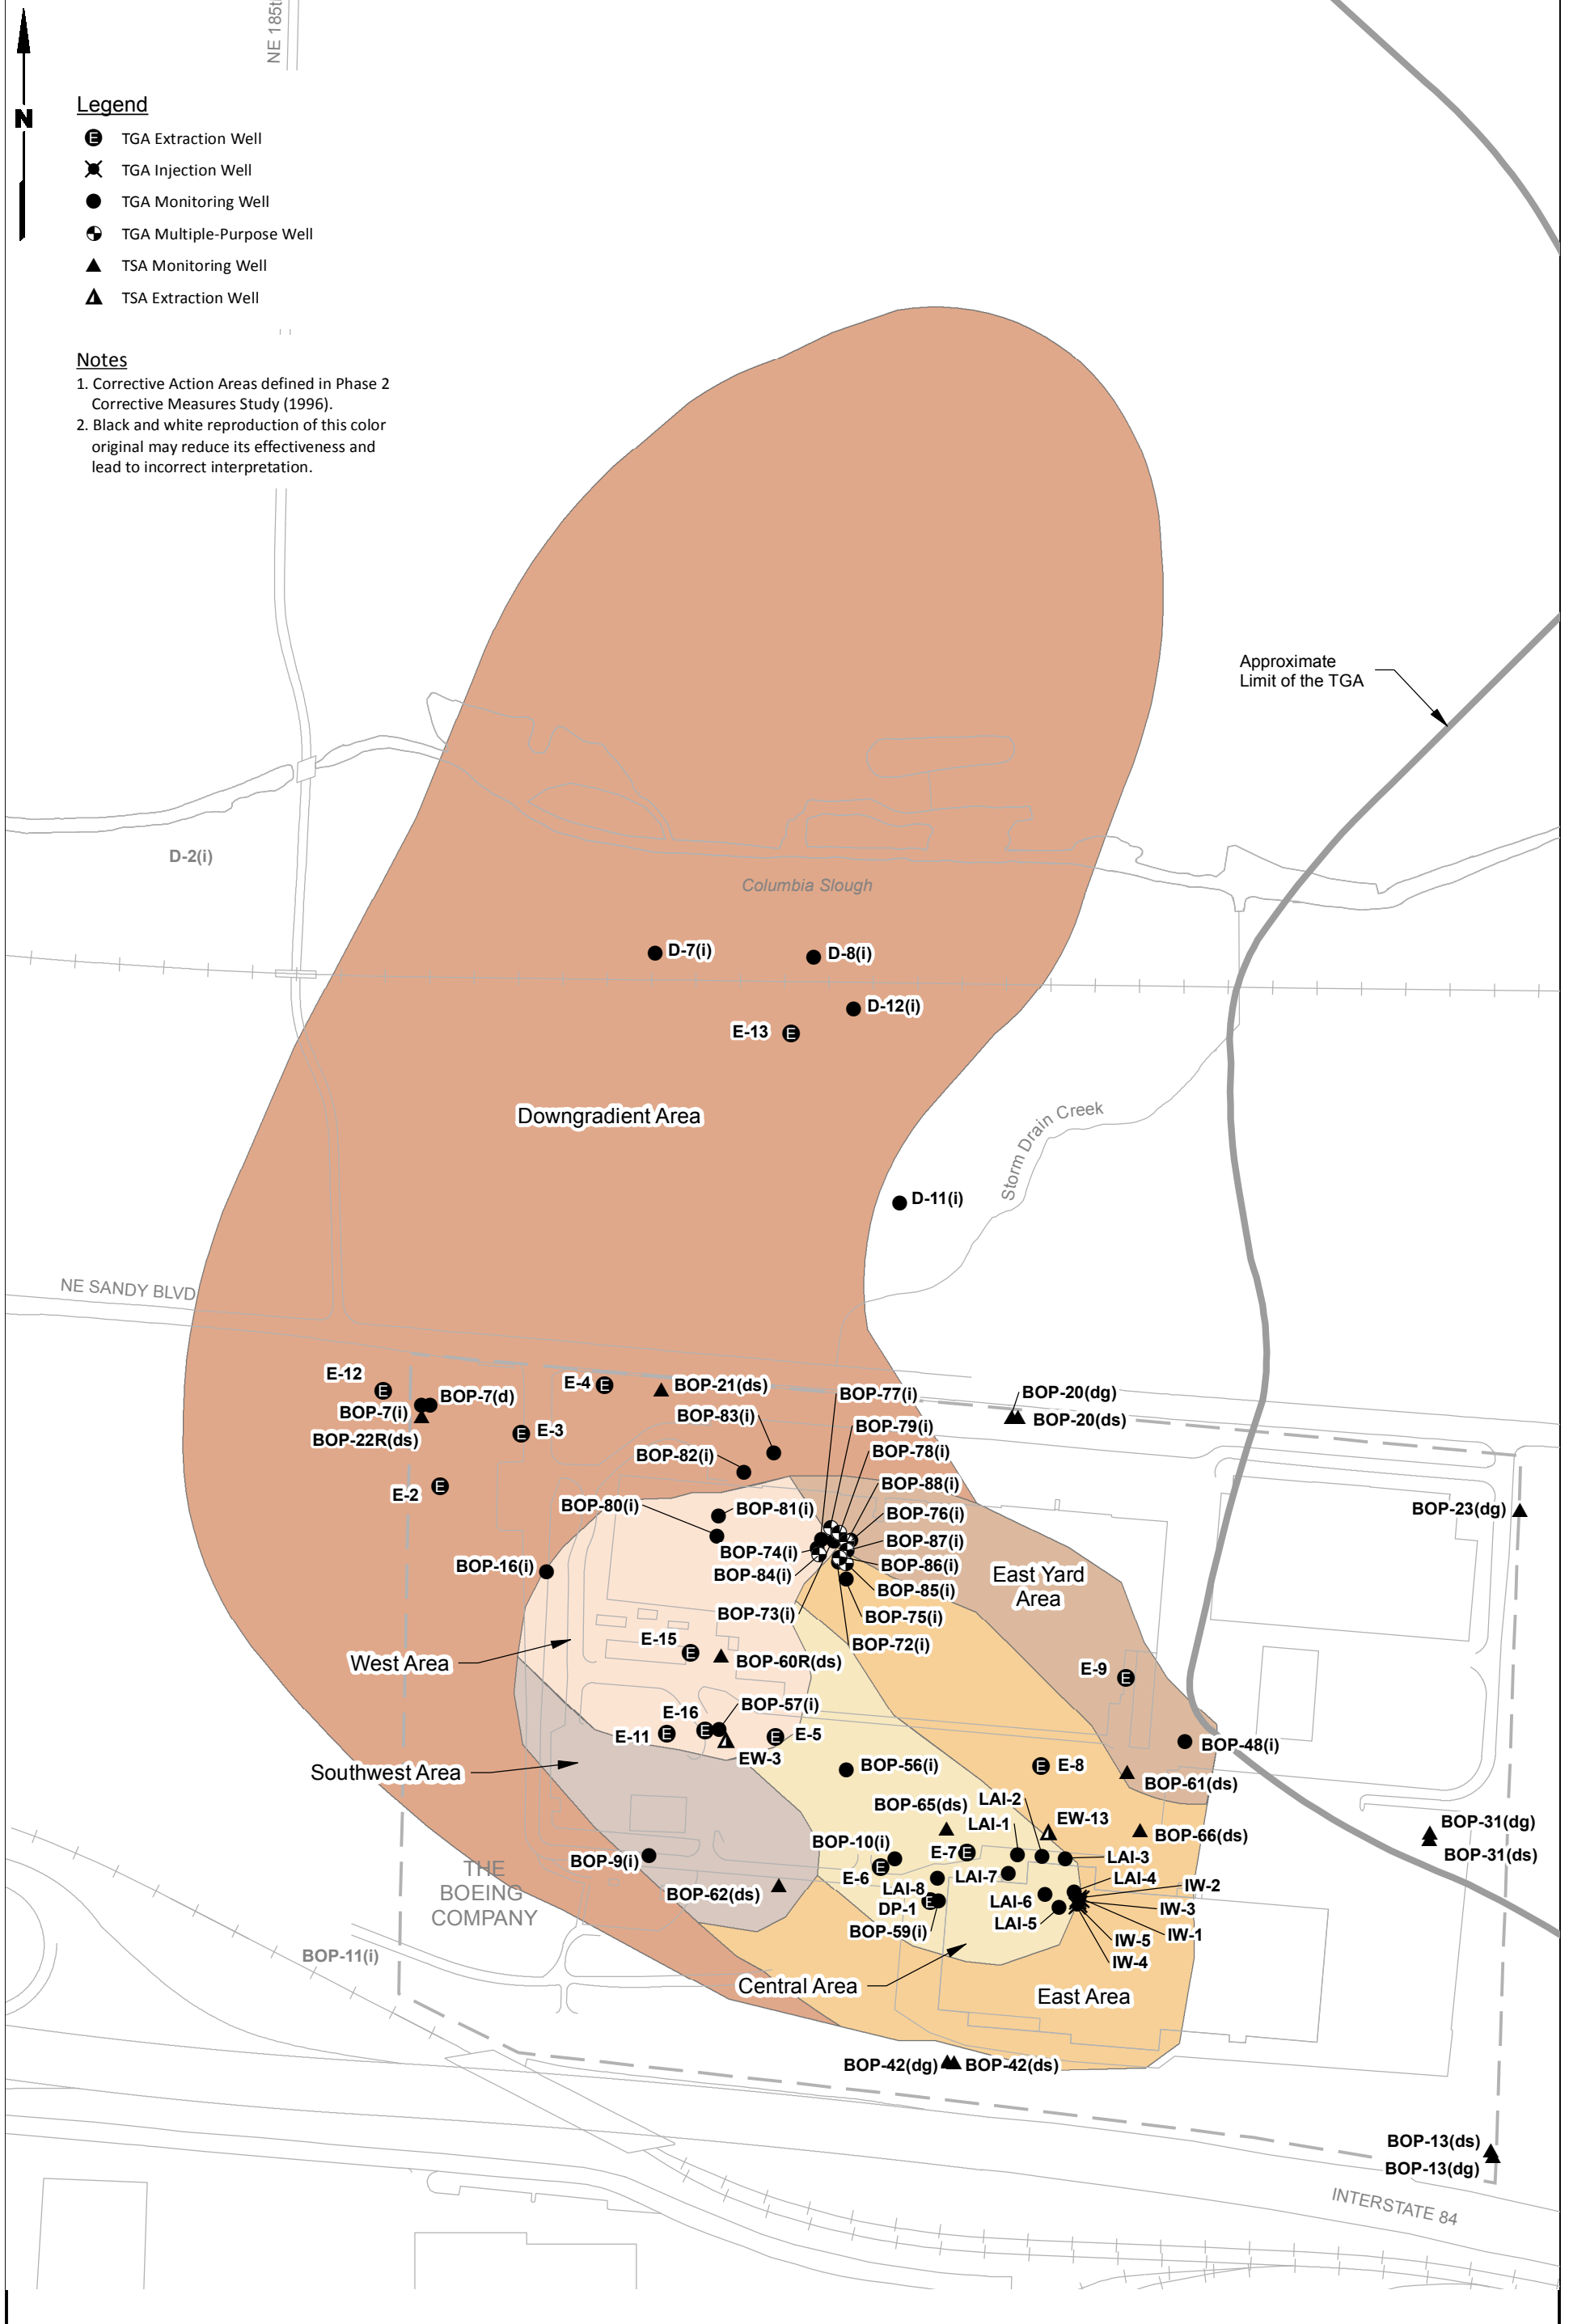 NE 185t
N
Legend
E TGA Extraction Well
TGA Injection Well
TGA Monitoring Well
TGA Multiple-Purpose Well
TSA Monitoring Well
TSA Extraction Well
Notes
1. Corrective Action Areas defined in Phase 2
Corrective Measures Study (1996).
2. Black and white reproduction of this color
original may reduce its effectiveness and
lead to incorrect interpretation.
Approximate
Limit of the TGA
D-2(i)
Columbia Slough
D-7(i)
D-8(i)
D-12(i)
E-13 E
Downgradient Area
Storm Drain Creek
D-11(i)
NE SANDY BLVD
E-12
E
E-4 E
BOP-21(ds)
BOP-7(d)
BOP-7(i)
BOP-22R(ds)
E E-3
E-2 E
BOP-83(i)
BOP-82(i)
BOP-77(i)
BOP-79(i)
BOP-78(i)
BOP-88(i)
BOP-76(i)
BOP-87(i)
BOP-86(i)
BOP-85(i)
BOP-75(i)
BOP-72(i)
BOP-20(dg)
BOP-20(ds)
BOP-23(dg)
BOP-80(i)
BOP-81(i)
BOP-74(i)
BOP-84(i)
BOP-73(i)
BOP-16(i)
East Yard
Area
E-15 E
BOP-60R(ds)
West Area
E-9 E
E-16 E
BOP-57(i)
E-11 E
E E-5
EW-3
BOP-48(i)
Southwest Area
BOP-56(i)
E E-8
BOP-61(ds)
LAI-2
BOP-65(ds)
LAI-1
EW-13
BOP-66(ds)
BOP-31(dg)
BOP-31(ds)
BOP-10(i)
E-7 E
LAI-3
BOP-9(i)
E-6 E
LAI-7
LAI-4
BOP-62(ds)
LAI-8
LAI-6
IW-2
DP-1 E
LAI-5
IW-3
BOP-59(i)
IW-1
IW-5
IW-4
THE
BOEING
COMPANY
BOP-11(i)
Central Area
East Area
BOP-42(dg)
BOP-42(ds)
BOP-13(ds)
BOP-13(dg)
INTERSTATE 84